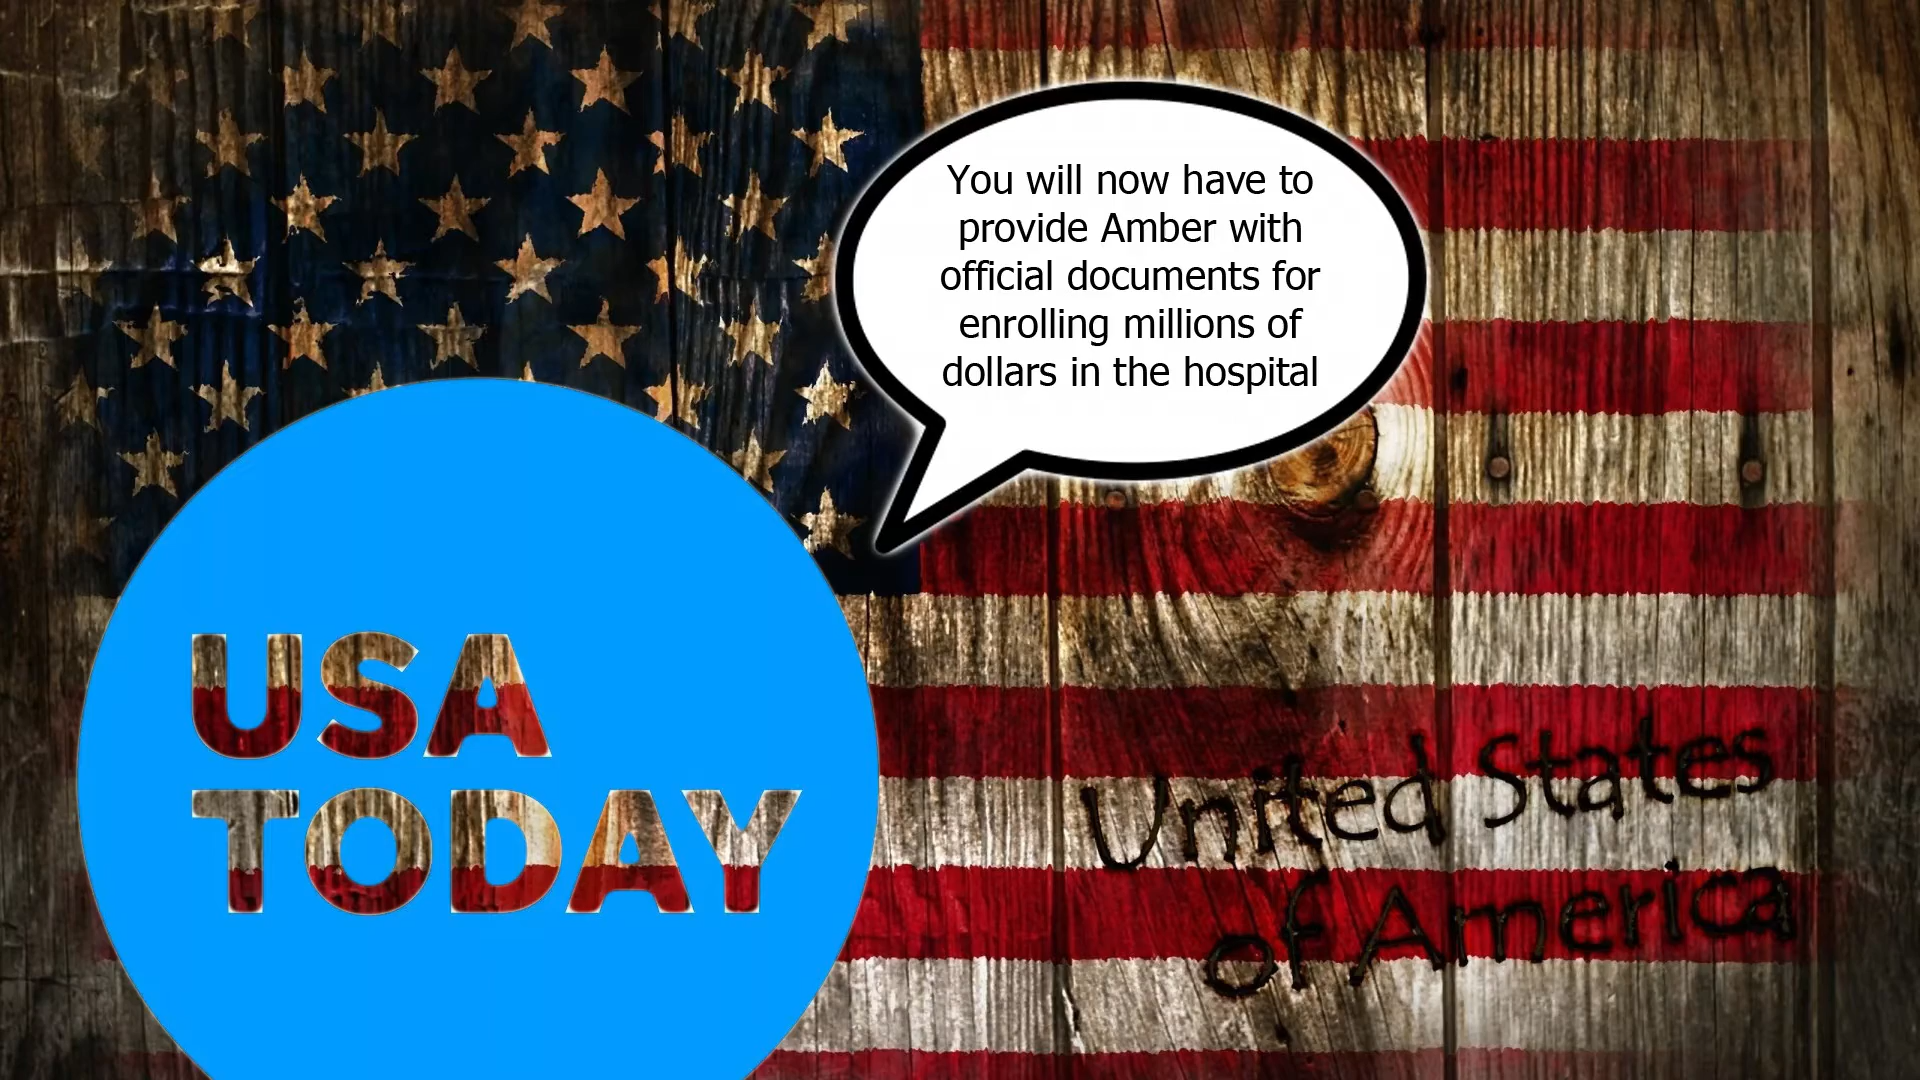 You will now have to
provide Amber with
official documents for
enrolling millions of
dollars in the hospital
USA
TODAY
United States
of America